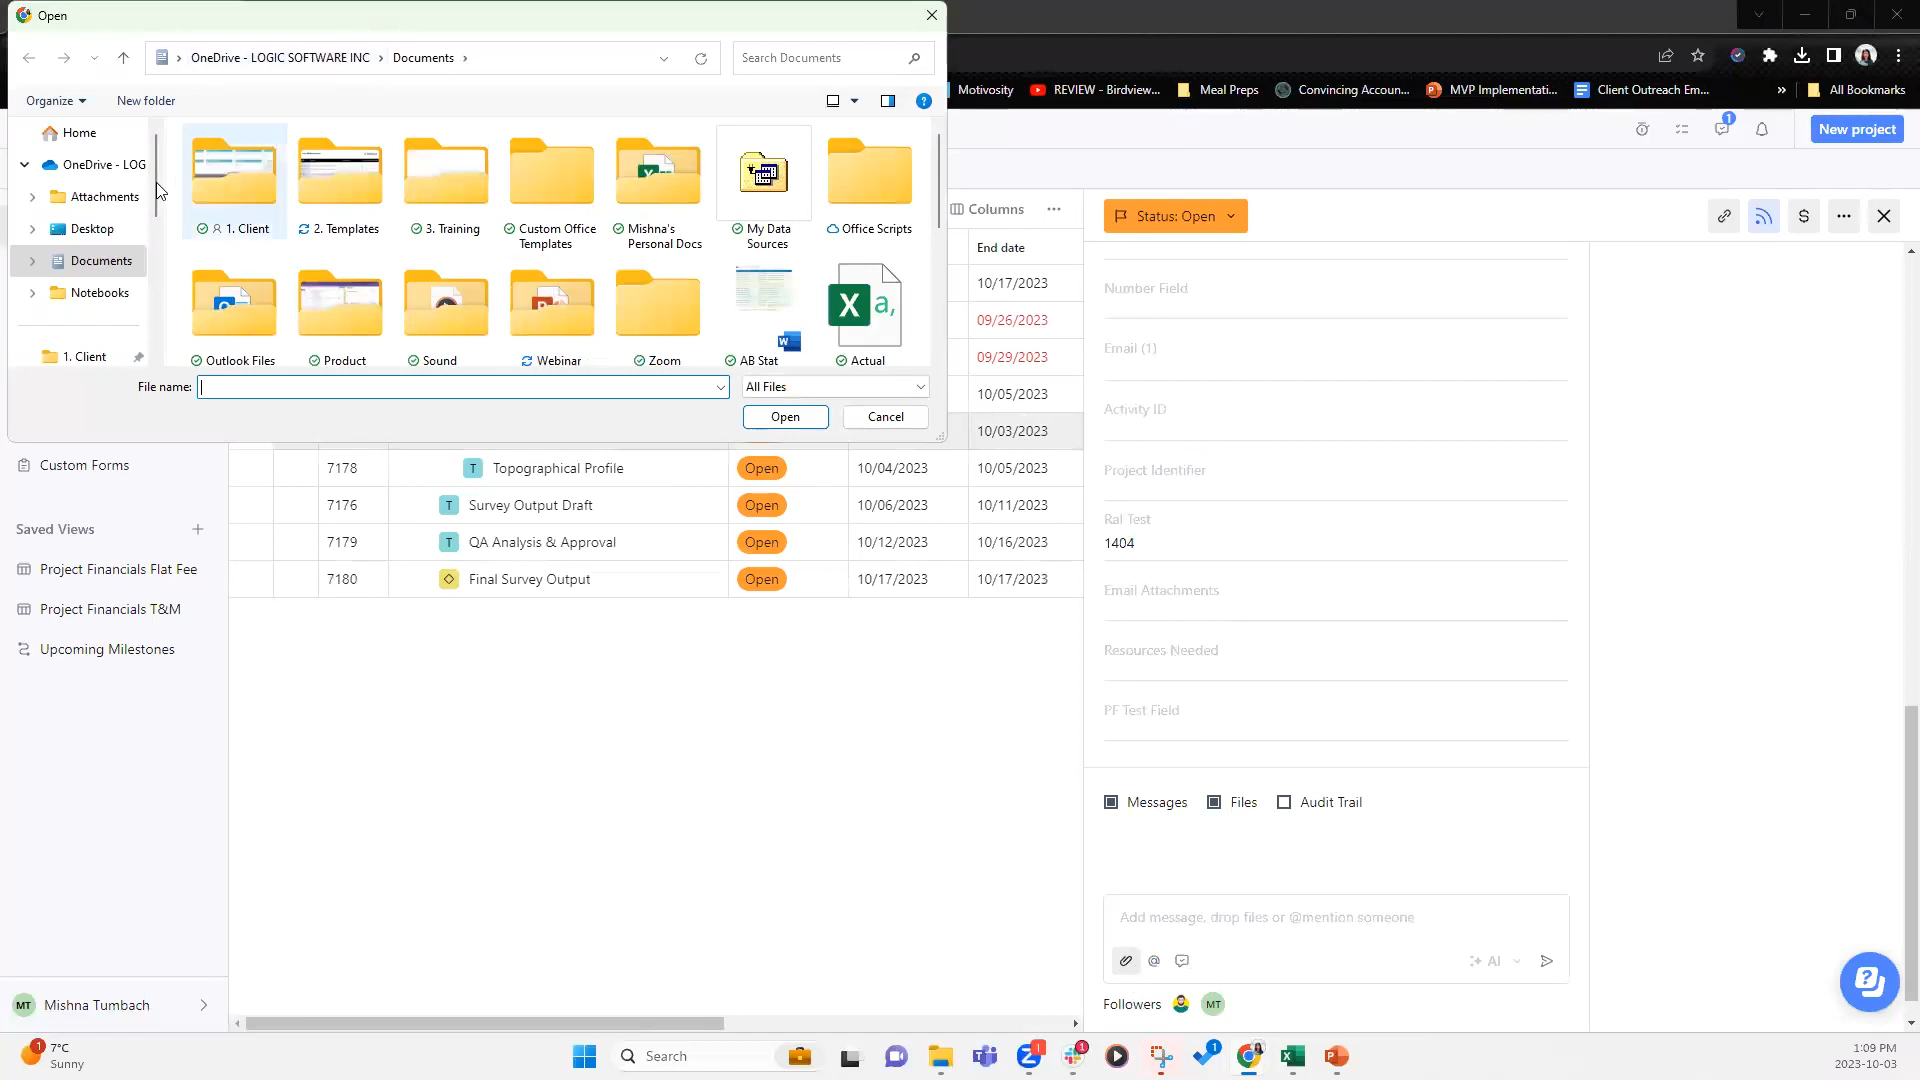 Open
OneDrive - LOGIC SOFTWARE INC
Documents
Search Documents
Motivosity
REVIEW - Birdview...
Meal Preps
Convincing Accoun...
MVP Implementati...
Client Outreach Em...
All Bookmarks
Organize
New folder
Home
OneDrive - LOG
Attachments
Desktop
Documents
Notebooks
1. Client
1. Client
2. Templates
3. Training
Custom Office
Templates
Mishna's
Personal Docs
My Data
Sources
Office Scripts
Outlook Files
Product
Sound
Webinar
Zoom
AB Stat
Actual
File name:
All Files
Open
Cancel
1
New project
Columns
Status: Open
End date
10/17/2023
09/26/2023
09/29/2023
10/05/2023
10/03/2023
7178
T
Topographical Profile
Open
10/04/2023
10/05/2023
7176
T
Survey Output Draft
Open
10/06/2023
10/11/2023
7179
T
QA Analysis & Approval
Open
10/12/2023
10/16/2023
7180
Final Survey Output
Open
10/17/2023
10/17/2023
Custom Forms
Saved Views
Project Financials Flat Fee
Project Financials T&M
Upcoming Milestones
Number Field
Email (1)
Activity ID
Project Identifier
Ral Test
1404
Email Attachments
Resources Needed
PF Test Field
Messages
Files
Audit Trail
Add message, drop files or @mention someone
AI
Followers
MT
MT
Mishna Tumbach
1
7°C
Sunny
Search
1
1
1
1:09 PM
2023-10-03